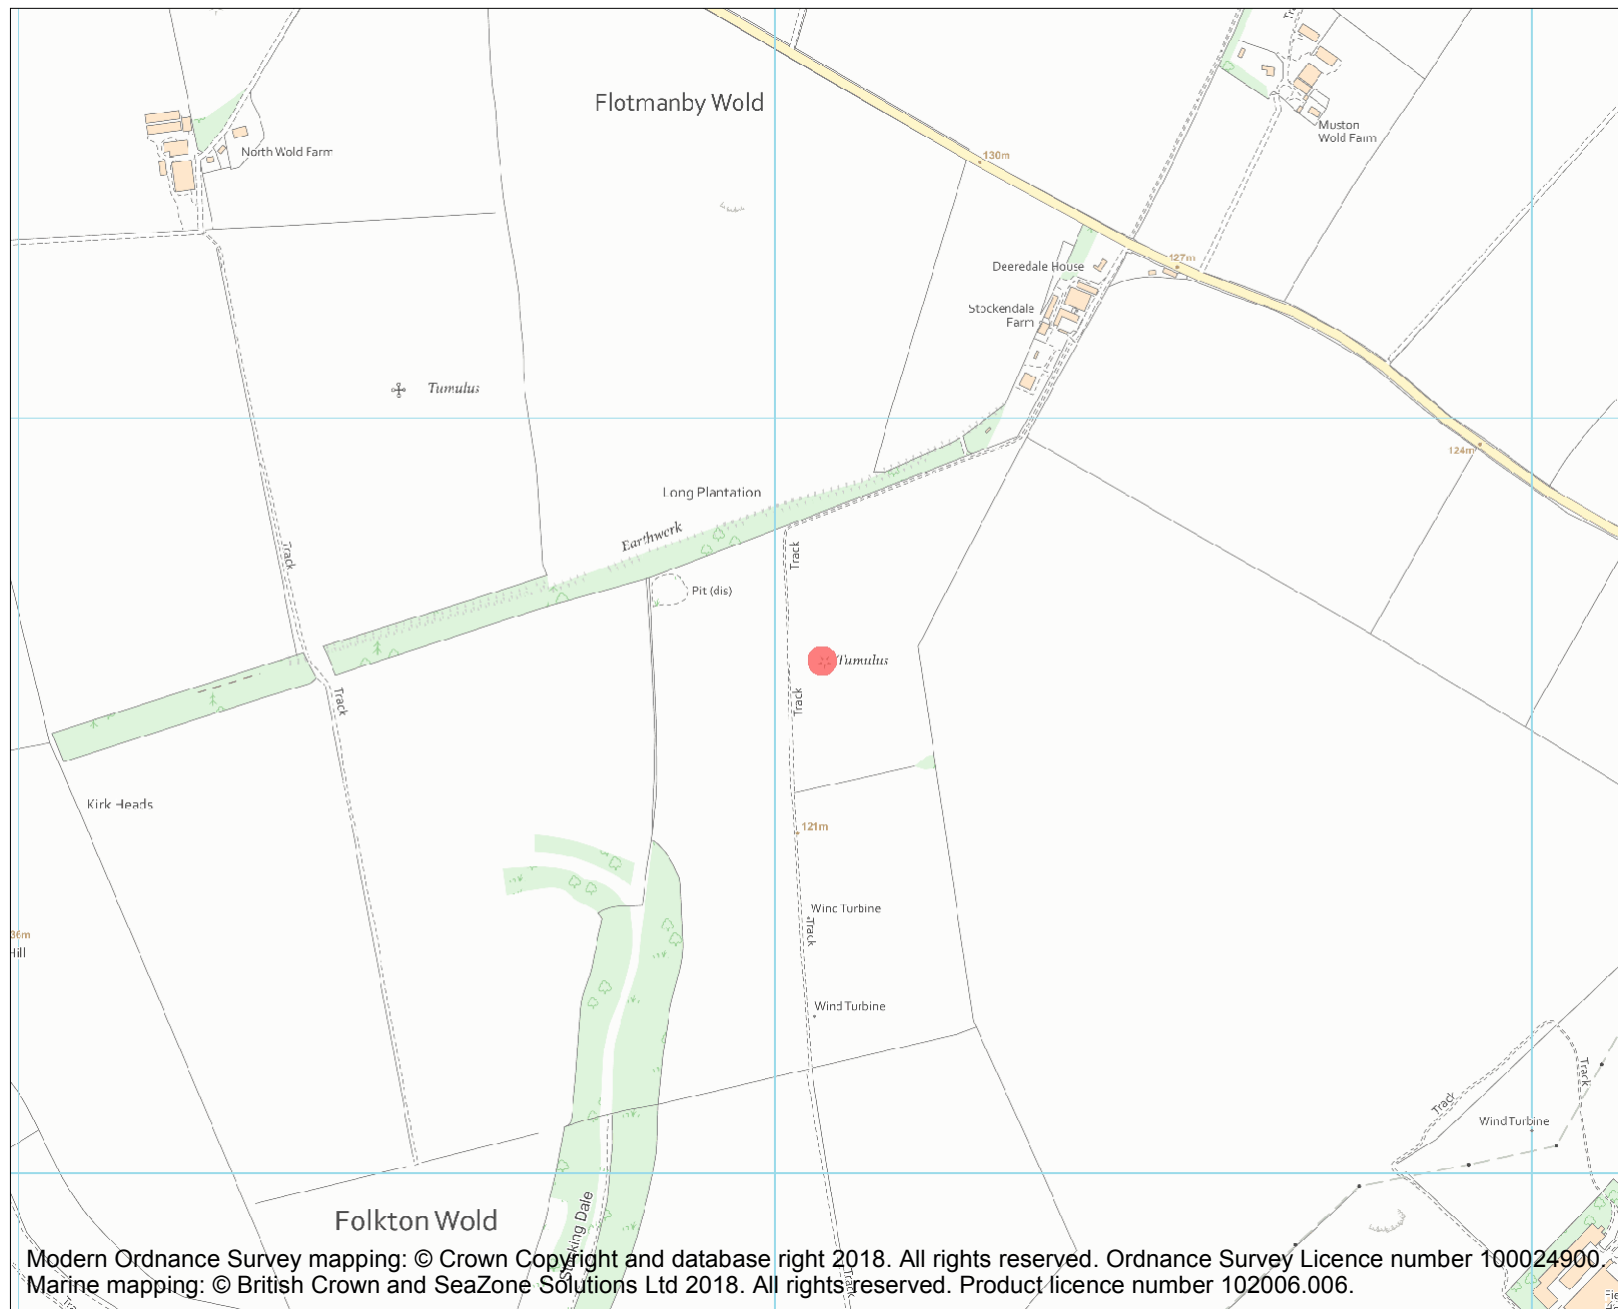 Flotmanby Wold
Muston
Wold Farm
North Wold Farm
130m
127m
Deeredale House
Stockendale
Farm
Tumulus
124m
Long Plantation
Earthwork
Track
Track
Pit (dis)
Tumulus
Track
Track
Kirk Heads
121m
Wind Turbine
Track
36m
Wind Turbine
Track
Track
Wind Turbine
Folkton Wold
Track
Modern Ordnance Survey mapping: © Crown Copyright and database right 2018. All rights reserved. Ordnance Survey Licence number 100024900.
Marine mapping: © British Crown and SeaZone Solutions Ltd 2018. All rights reserved. Product licence number 102006.006.